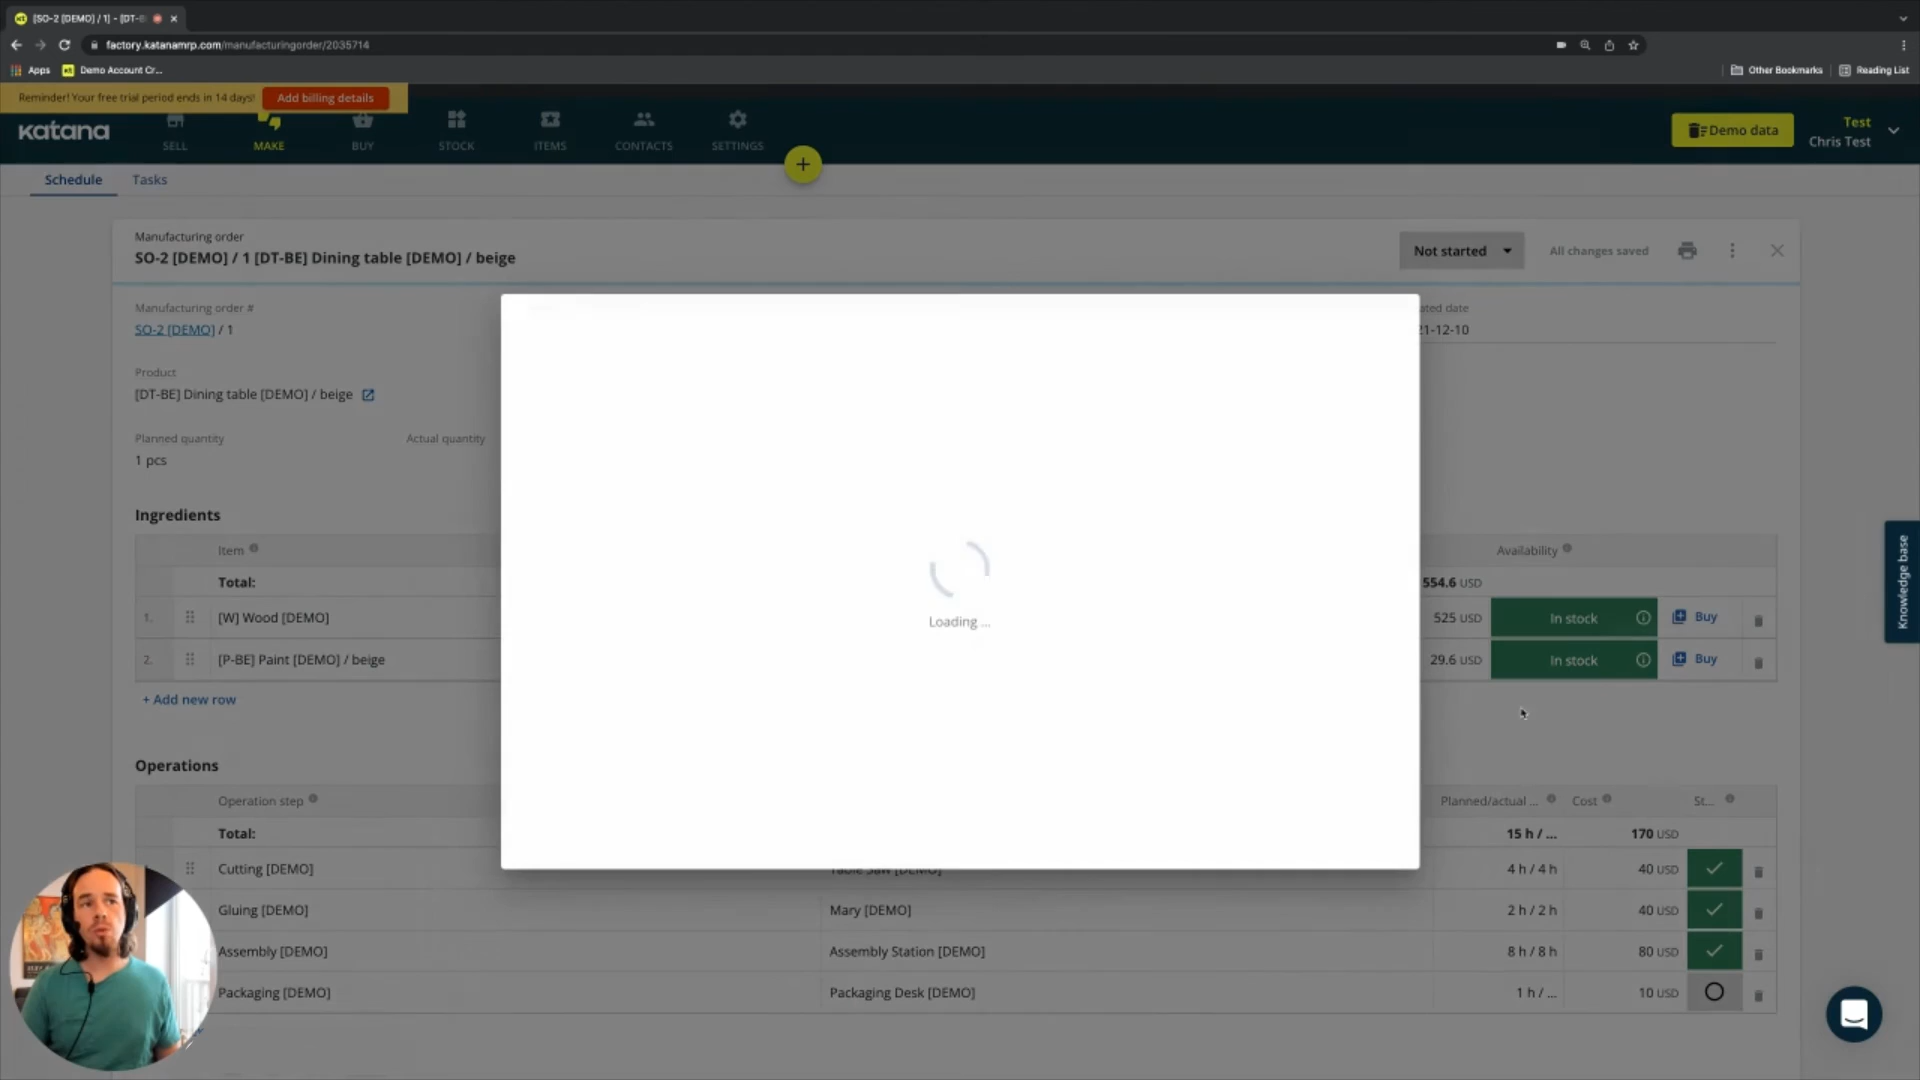 [SO-2 [DEMO] / 1] - [DT-B
factory.katanamrp.com/manufacturingorder/2035714
Apps
Demo Account Cr...
Other Bookmarks
Reading List
Reminder! Your free trial period ends in 14 days!
Add billing details
katana
SELL
MAKE
BUY
STOCK
ITEMS
CONTACTS
SETTINGS
Demo data
Test
Chris Test
Schedule
Tasks
Manufacturing order
SO-2 [DEMO] / 1 [DT-BE] Dining table [DEMO] / beige
Not started
All changes saved
Manufacturing order #
SO-2 [DEMO] / 1
ated date
21-12-10
Product
[DT-BE] Dining table [DEMO] / beige
Planned quantity
Actual quantity
1 pcs
Ingredients
Item
Availability
Total:
554.6 USD
1.
[W] Wood [DEMO]
525 USD
In stock
Buy
2.
[P-BE] Paint [DEMO] / beige
29.6 USD
In stock
Buy
+ Add new row
Loading ...
Knowledge base
Operations
Operation step
Planned/actual ...
Cost
St...
Total:
15 h / ...
170 USD
Cutting [DEMO]
Table Saw [DEMO]
4 h / 4 h
40 USD
Gluing [DEMO]
Mary [DEMO]
2 h / 2 h
40 USD
Assembly [DEMO]
Assembly Station [DEMO]
8 h / 8 h
80 USD
Packaging [DEMO]
Packaging Desk [DEMO]
1 h / ...
10 USD